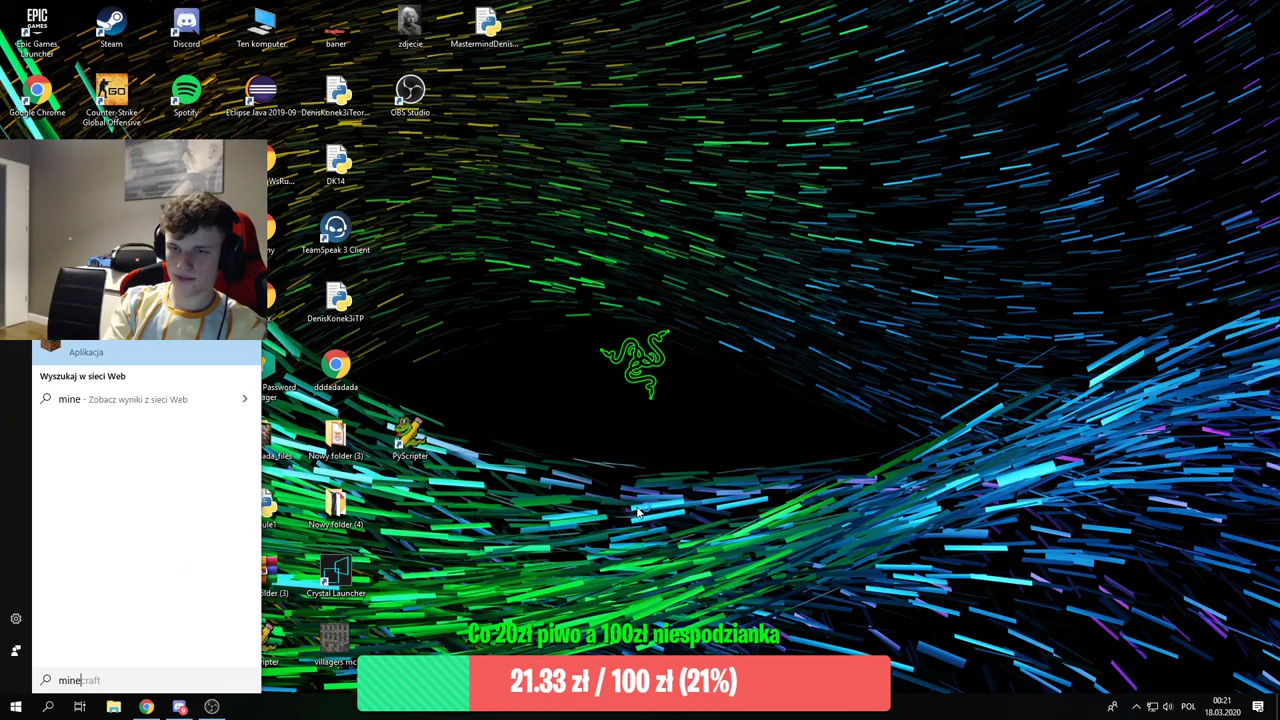 EPIC
GAMES
Epic Games
Launcher
Steam
Discord
Ten komputer
baner
zdjecie
MastermindDenis...
Google Chrome
GO
Counter-Strike
Global Offensive
Spotify
Eclipse Java 2019-09
DenisKonek3iTeor...
OBS Studio
DK14
TeamSpeak 3 Client
DenisKonek3iTP
Aplikacja
Wyszukaj w sieci Web
mine - Zobacz wyniki z sieci Web
Password
dddadadada
Nowy folder (3)
PyScripter
Nowy folder (4)
Crystal Launcher
villagers mc
minecraft
Co 20zł piwo a 100zł niespodzianka
21.33 zł / 100 zł (21%)
POL
00:21
18.03.2020